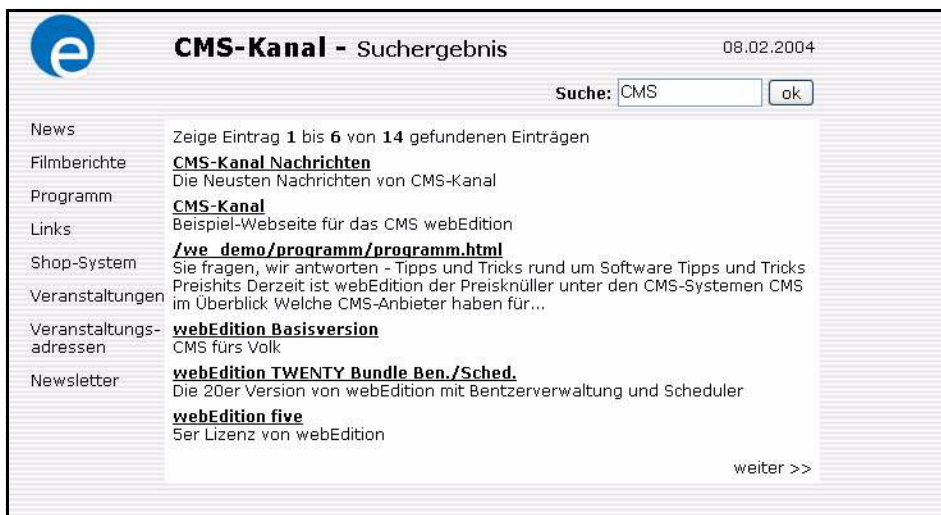 e
CMS-Kanal - Suchergebnis
08.02.2004
Suche: CMS ok
News
Filmberichte
Programm
Links
Shop-System
Veranstaltungen
Veranstaltungs-
adressen
Newsletter
Zeige Eintrag 1 bis 6 von 14 gefundenen Einträgen
CMS-Kanal Nachrichten
Die Neusten Nachrichten von CMS-Kanal
CMS-Kanal
Beispiel-Webseite für das CMS webEdition
/we_demo/programm/programm.html
Sie fragen, wir antworten - Tipps und Tricks rund um Software Tipps und Tricks
Preishits Derzeit ist webEdition der Preisknüller unter den CMS-Systemen CMS
im Überblick Welche CMS-Anbieter haben für...
webEdition Basisversion
CMS fürs Volk
webEdition TWENTY Bundle Ben./Sched.
Die 20er Version von webEdition mit Bentzerverwaltung und Scheduler
webEdition five
5er Lizenz von webEdition
weiter >>